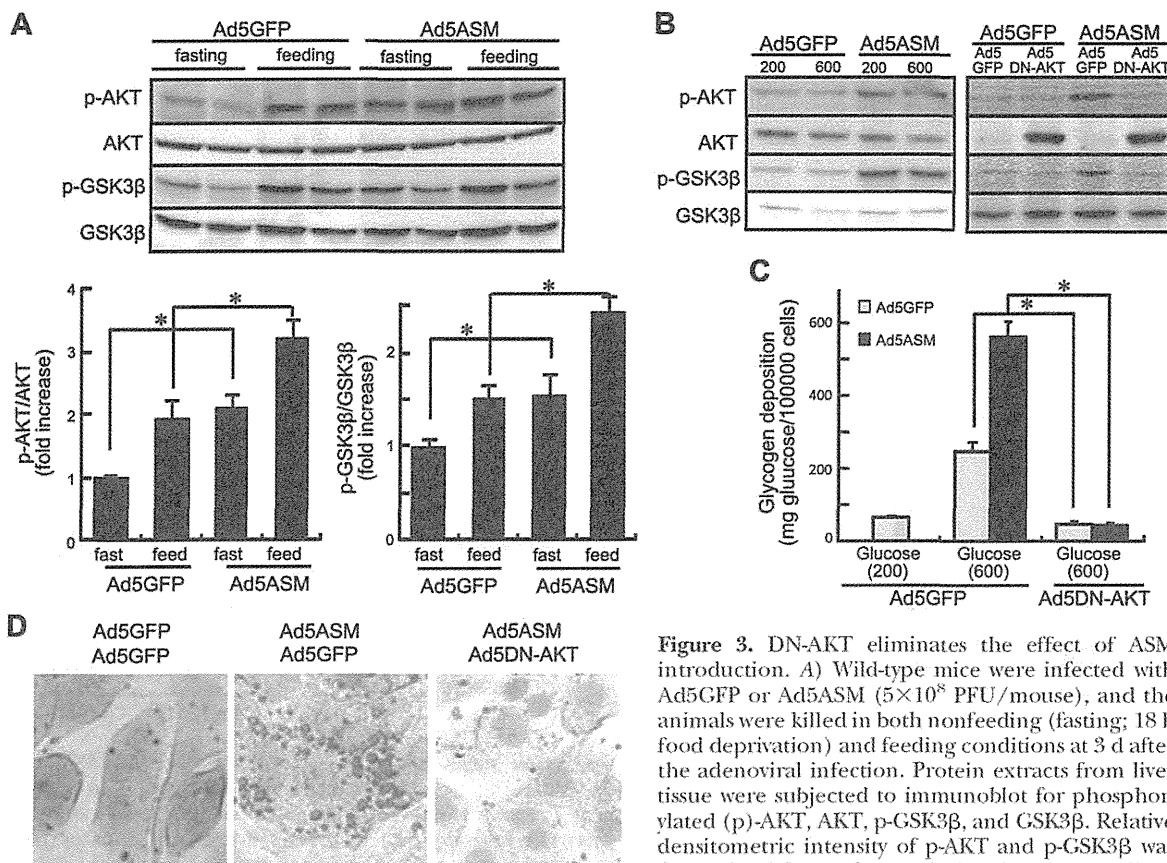 A
Ad5GFP Ad5ASM
fasting feeding fasting feeding
p-AKT
AKT
p-GSK3β
GSK3β
p-AKT/AKT
(fold increase)
4
3
2
1
0
fast feed fast feed
Ad5GFP Ad5ASM
p-GSK3β/GSK3β
(fold increase)
2
1
0
fast feed fast feed
Ad5GFP Ad5ASM
* * * *
B
Ad5GFP Ad5ASM
200 600 200 600
Ad5GFP Ad5ASM
Ad5 Ad5 Ad5 Ad5
GFP DN-AKT GFP DN-AKT
p-AKT
AKT
p-GSK3β
GSK3β
C
Ad5GFP
Ad5ASM
* *
Glycogen deposition
(mg gluucose/100000 cells)
600
400
200
0
Glucose Glucose Glucose
(200) (600) (600)
Ad5GFP Ad5DN-AKT
D
Ad5GFP Ad5ASM Ad5ASM
Ad5GFP Ad5GFP Ad5DN-AKT
Figure 3. DN-AKT eliminates the effect of ASM
introduction. A) Wild-type mice were infected with
Ad5GFP or Ad5ASM (5×10⁸ PFU/mouse), and the
animals were killed in both nonfeeding (fasting; 18 h
food deprivation) and feeding conditions at 3 d after
the adenoviral infection. Protein extracts from liver
tissue were subjected to immunoblot for phosphor-
ylated (p)-AKT, AKT, p-GSK3β, and GSK3β. Relative
densitometric intensity of p-AKT and p-GSK3β was